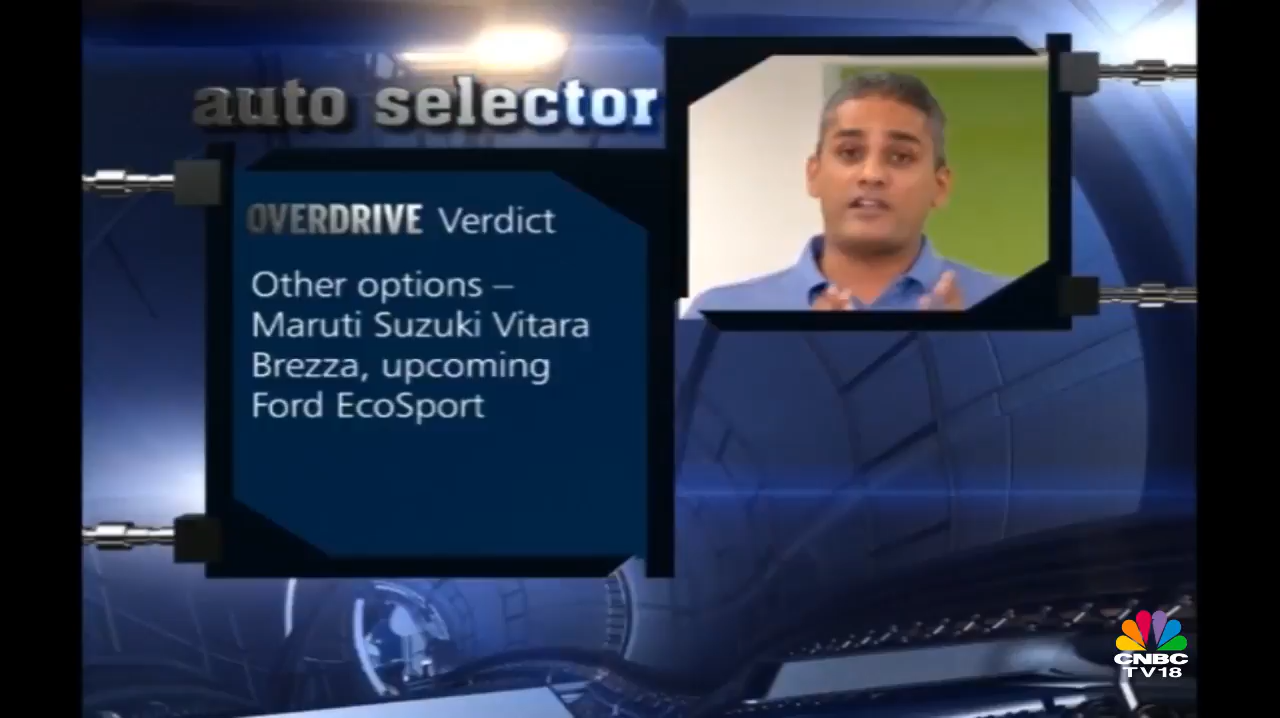 auto selector
OVERDRIVE Verdict
Other options –
Maruti Suzuki Vitara
Brezza, upcoming
Ford EcoSport
CNBC
TV18